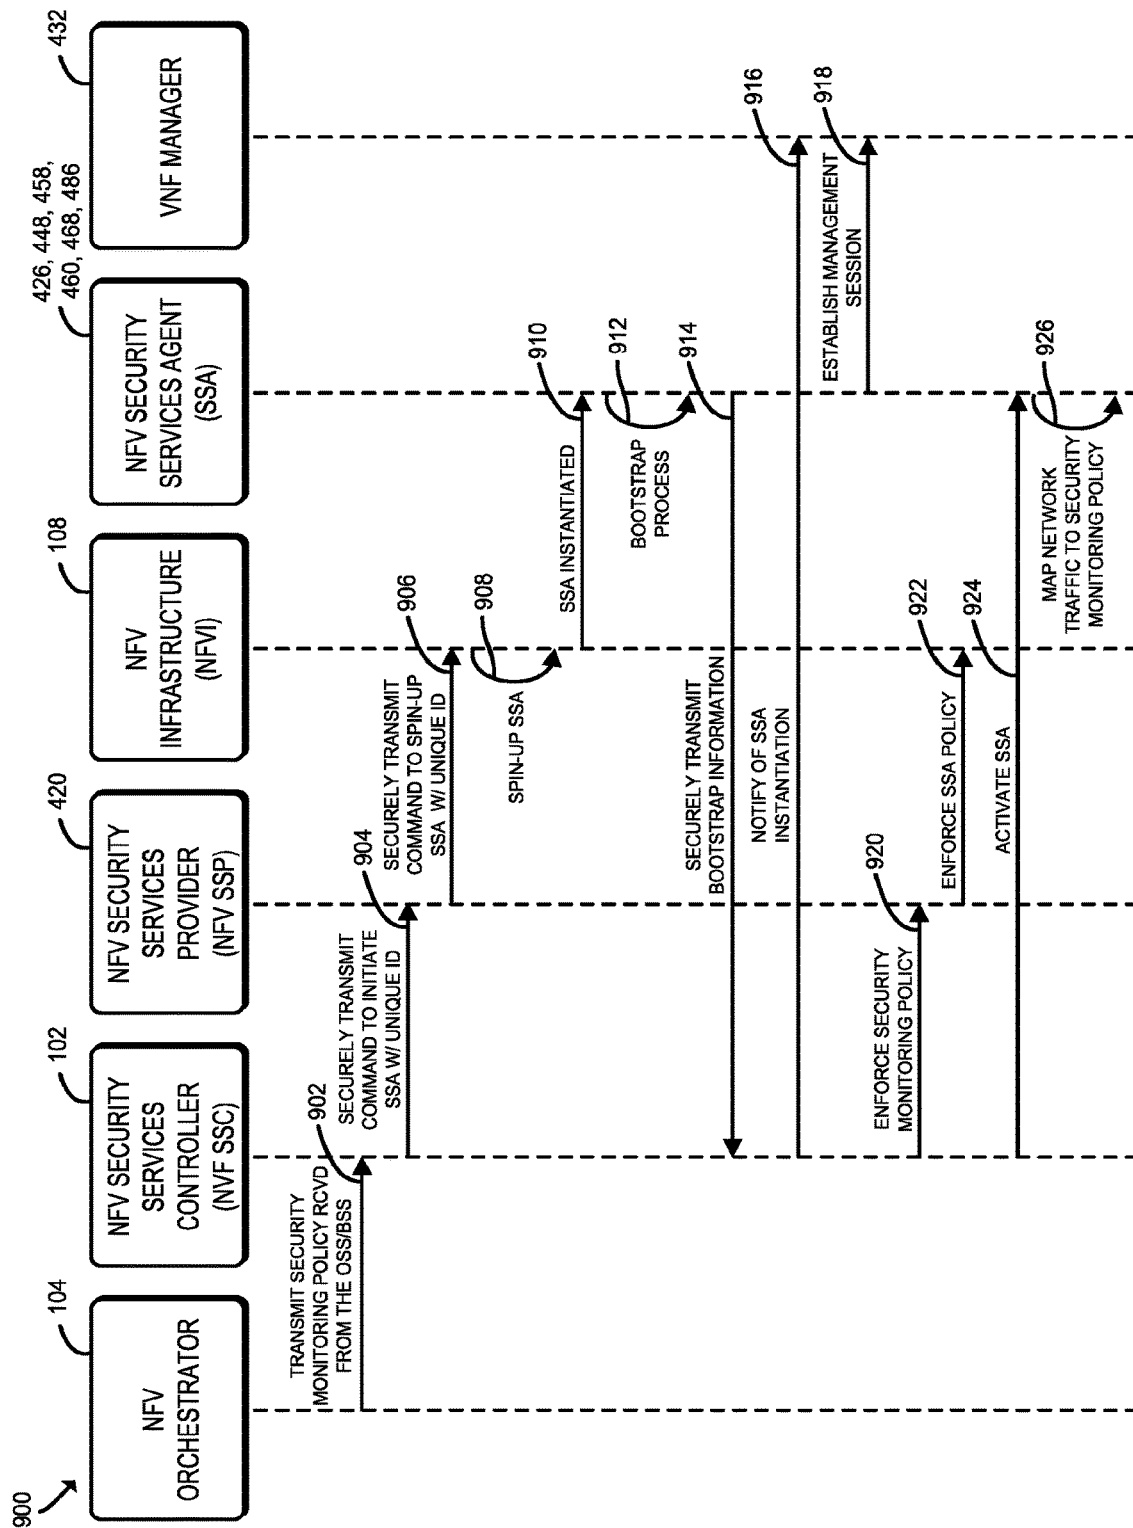 900
104
NFV
ORCHESTRATOR
102
NFV SECURITY
SERVICES
CONTROLLER
(NVF SSC)
420
NFV SECURITY
SERVICES
PROVIDER
(NFV SSP)
108
NFV
INFRASTRUCTURE
(NFVI)
426, 448, 458,
460, 468, 486
NFV SECURITY
SERVICES AGENT
(SSA)
432
VNF MANAGER
TRANSMIT SECURITY
MONITORING POLICY RCVD
FROM THE OSS/BSS
902
SECURELY TRANSMIT
COMMAND TO INITIATE
SSA W/ UNIQUE ID
904
SECURELY TRANSMIT
COMMAND TO SPIN-UP
SSA W/ UNIQUE ID
906
908
SPIN-UP SSA
SSA INSTANTIATED
910
912
BOOTSTRAP
PROCESS
SECURELY TRANSMIT
BOOTSTRAP INFORMATION
914
NOTIFY OF SSA
INSTANTIATION
916
ESTABLISH MANAGEMENT
SESSION
918
ENFORCE SECURITY
MONITORING POLICY
920
ENFORCE SSA POLICY
922
ACTIVATE SSA
924
926
MAP NETWORK
TRAFFIC TO SECURITY
MONITORING POLICY